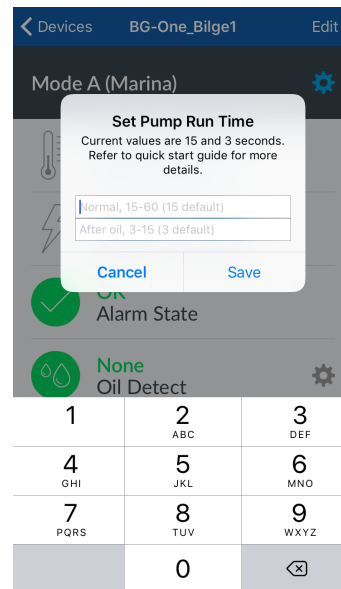 Devices
BG-One_Bilge1
Edit
Mode A (Marina)
Set Pump Run Time
Current values are 15 and 3 seconds.
Refer to quick start guide for more
details.
Normal, 15-60 (15 default)
After oil, 3-15 (3 default)
Cancel
Save
OK
Alarm State
None
Oil Detect
1
2
ABC
3
DEF
4
GHI
5
JKL
6
MNO
7
PQRS
8
TUV
9
WXYZ
0